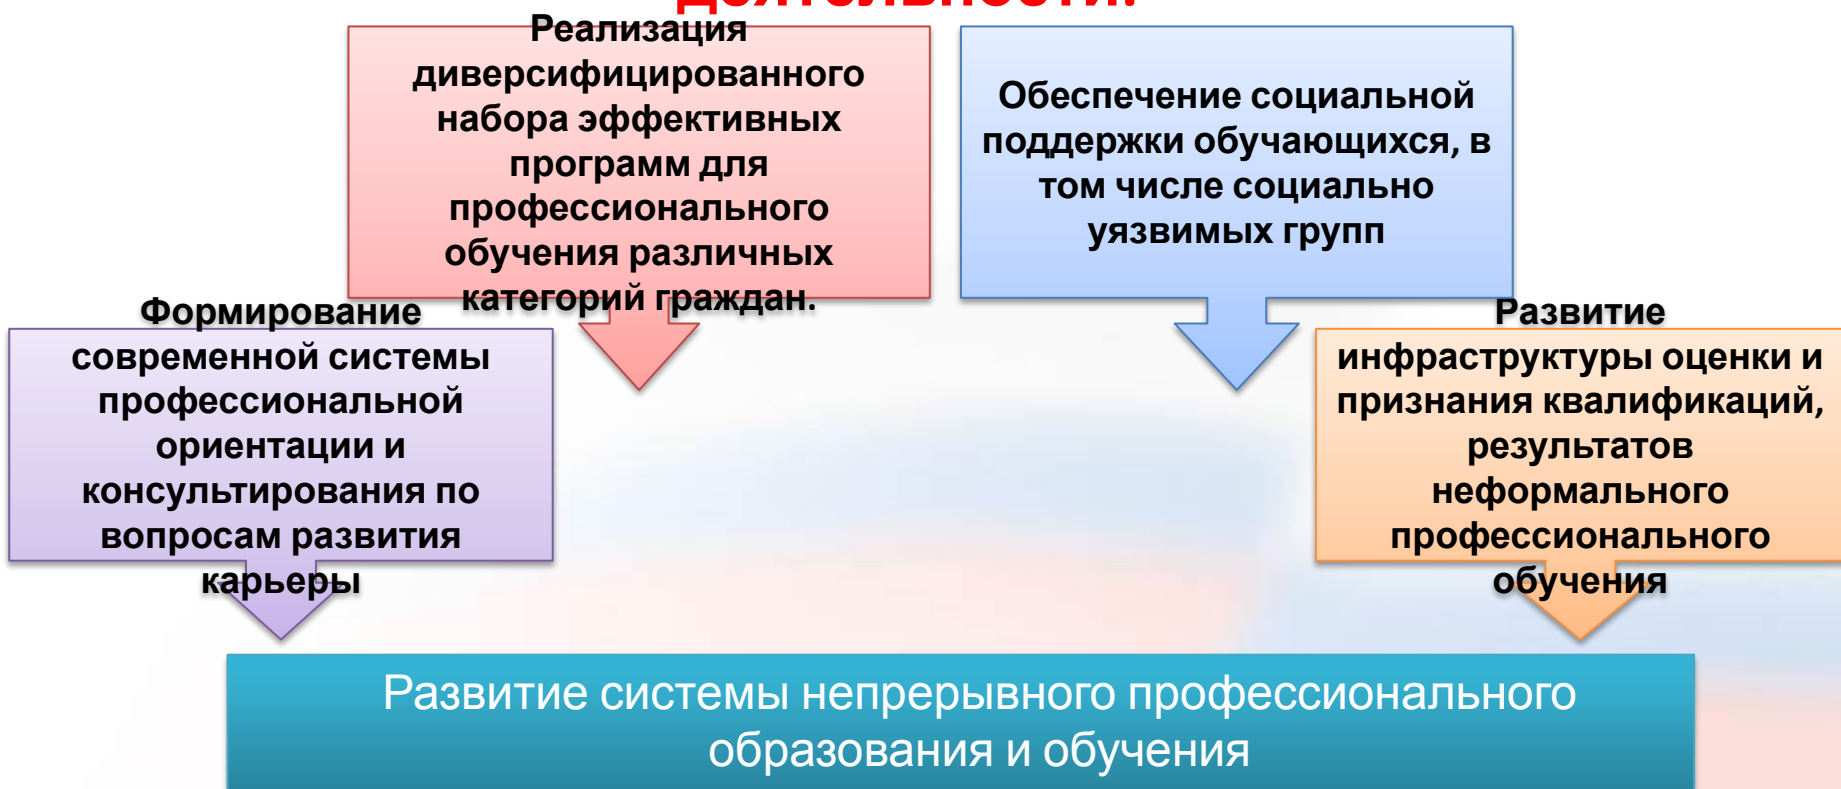 деятельности.
Реализация
диверсифицированного
набора эффективных
программ для
профессионального
обучения различных
категорий граждан.
Обеспечение социальной
поддержки обучающихся, в
том числе социально
уязвимых групп
Формирование
современной системы
профессиональной
ориентации и
консультирования по
вопросам развития
карьеры
Развитие
инфраструктуры оценки и
признания квалификаций,
результатов
неформального
профессионального
обучения
Развитие системы непрерывного профессионального
образования и обучения